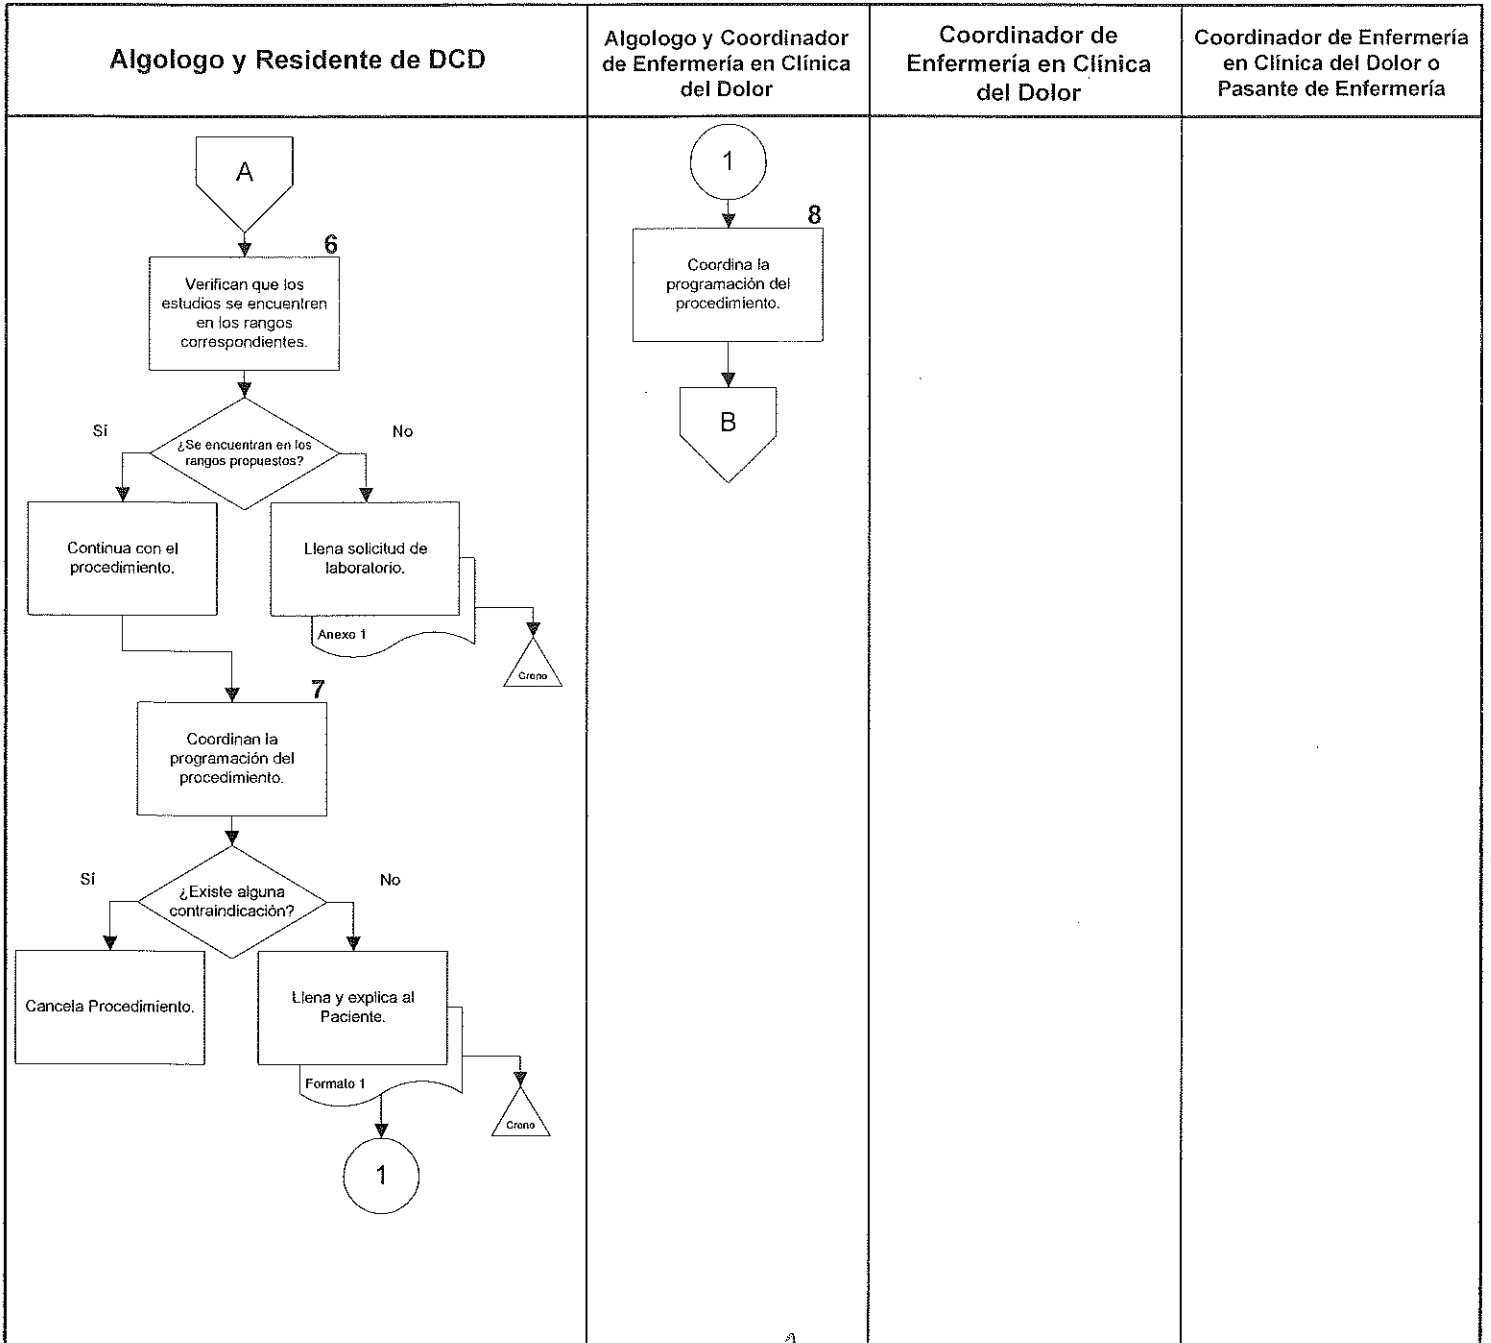 Algologo y Residente de DCD
Algologo y Coordinador
de Enfermería en Clínica
del Dolor
Coordinador de
Enfermería en Clínica
del Dolor
Coordinador de Enfermería
en Clínica del Dolor o
Pasante de Enfermería
A
6
Verifican que los
estudios se encuentren
en los rangos
correspondientes.
¿Se encuentran en los
rangos propuestos?
Sí
No
Continua con el
procedimiento.
Llena solicitud de
laboratorio.
Anexo 1
Crono
7
Coordinan la
programación del
procedimiento.
¿Existe alguna
contraindicación?
Sí
No
Cancela Procedimiento.
Llena y explica al
Paciente.
Formato 1
Crono
1
1
8
Coordina la
programación del
procedimiento.
B